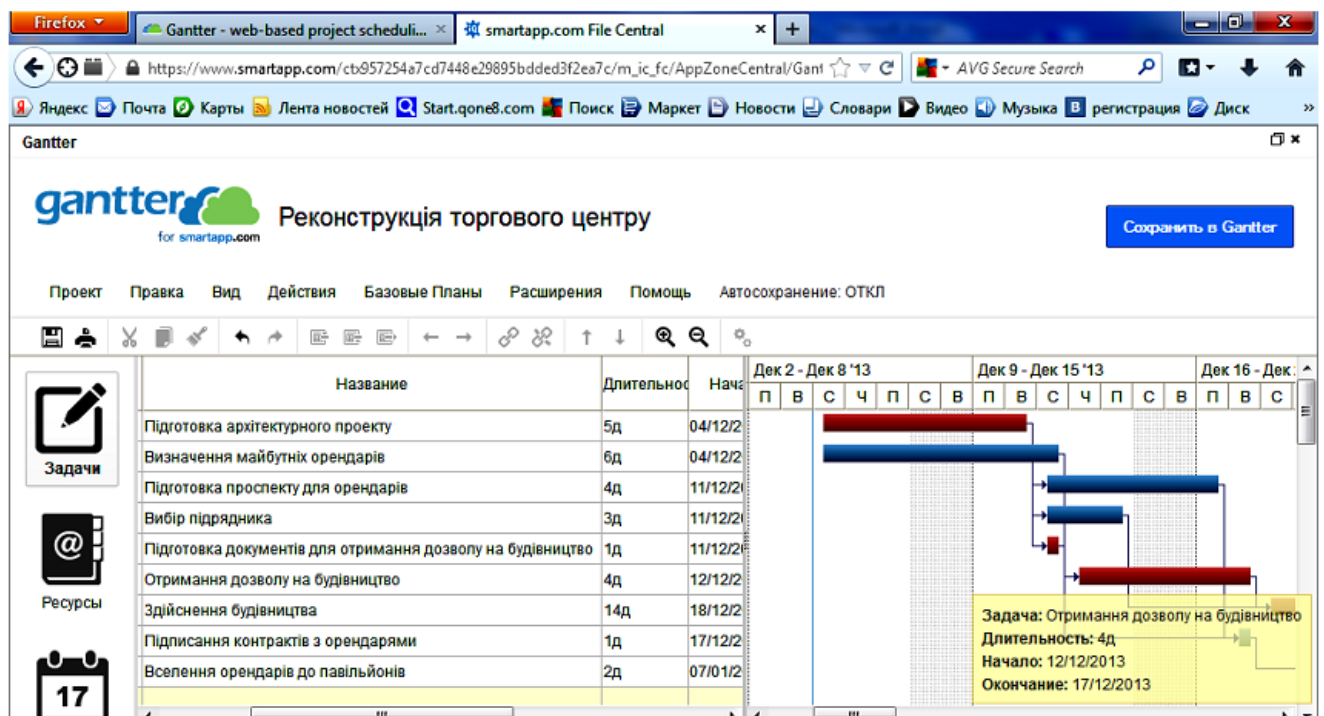 Firefox
Gantter - web-based project scheduli... ×
smartapp.com File Central ×
https://www.smartapp.com/ctx957254a7cd7448e29895bdded3f2ea7c/m_ic_fc/AppZoneCentral/Gant
AVG Secure Search
Яндекс Почта Карты Лента новостей Start.qone8.com Поиск Маркет Новости Словари Видео Музыка В регистрация Диск »
Gantter
gantter
for smartapp.com
Реконструкція торгового центру
Сохранить в Gantter
Проект Правка Вид Действия Базовые Планы Расширения Помощь Автосохранение: ОТКЛ
Задачи
Ресурсы
17
Название Длительнос Нача
Дек 2 - Дек 8 '13 Дек 9 - Дек 15 '13 Дек 16 - Дек
П В С Ч П С В П В С Ч П С В П В С
Підготовка архітектурного проекту 5д 04/12/2
Визначення майбутніх орендарів 6д 04/12/2
Підготовка проспекту для орендарів 4д 11/12/2
Вибір підрядника 3д 11/12/2
Підготовка документів для отримання дозволу на будівництво 1д 11/12/2
Отримання дозволу на будівництво 4д 12/12/2
Здійснення будівництва 14д 18/12/2
Підписання контрактів з орендарями 1д 17/12/2
Вселення орендарів до павільйонів 2д 07/01/2
Задача: Отримання дозволу на будівництво
Длительность: 4д
Начало: 12/12/2013
Окончание: 17/12/2013